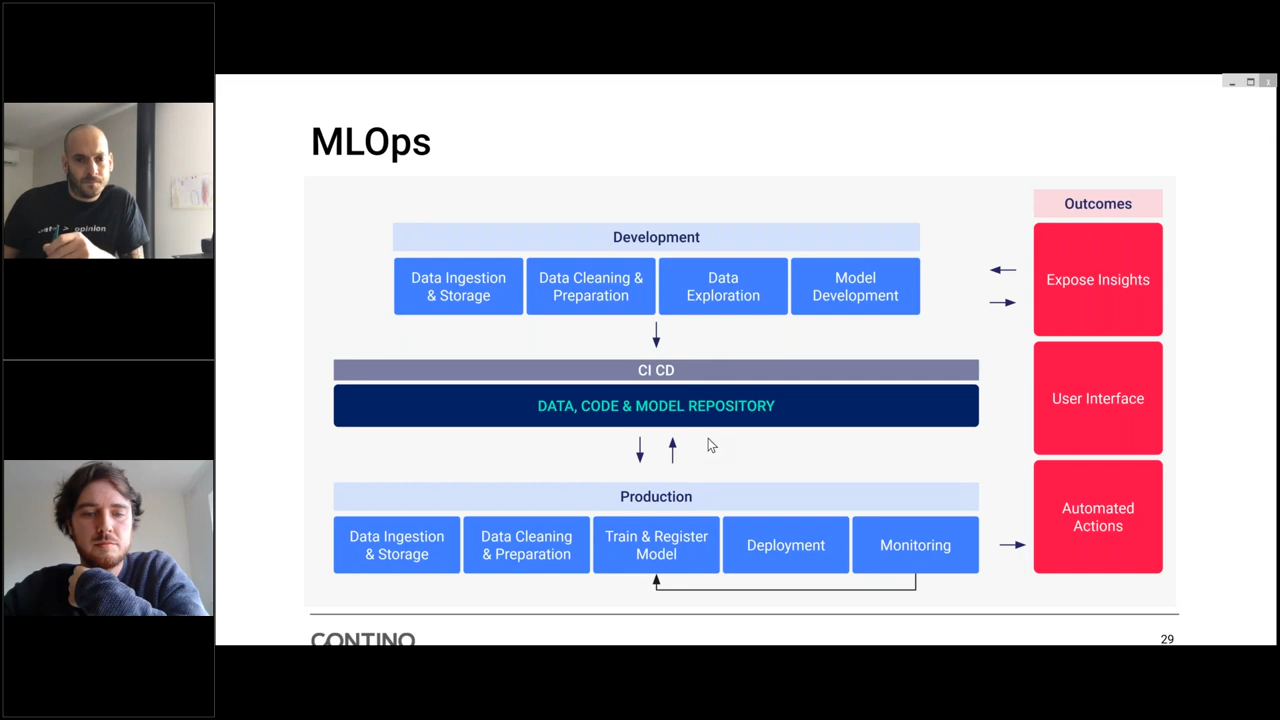 MLOps
Outcomes
Development
Data Ingestion
& Storage
Data Cleaning &
Preparation
Data
Exploration
Model
Development
Expose Insights
CI CD
DATA, CODE & MODEL REPOSITORY
User Interface
Production
Data Ingestion
& Storage
Data Cleaning
& Preparation
Train & Register
Model
Deployment
Monitoring
Automated
Actions
CONTINO
29
> opinion